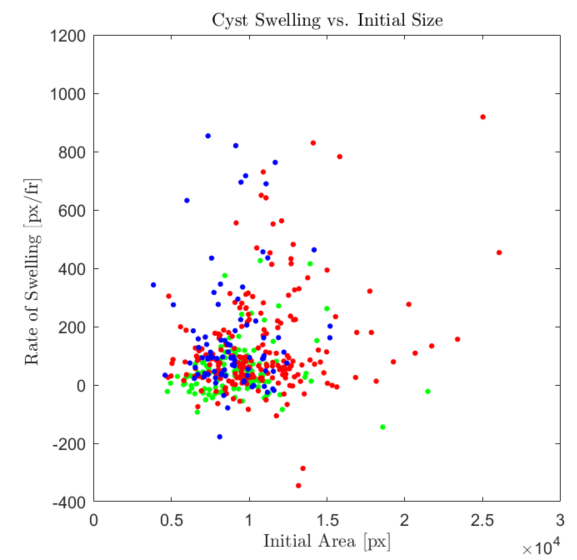 Cyst Swelling vs. Initial Size
Rate of Swelling [px/fr]
1200
1000
800
600
400
200
0
-200
-400
0 0.5 1 1.5 2 2.5 3
Initial Area [px]
×10⁴